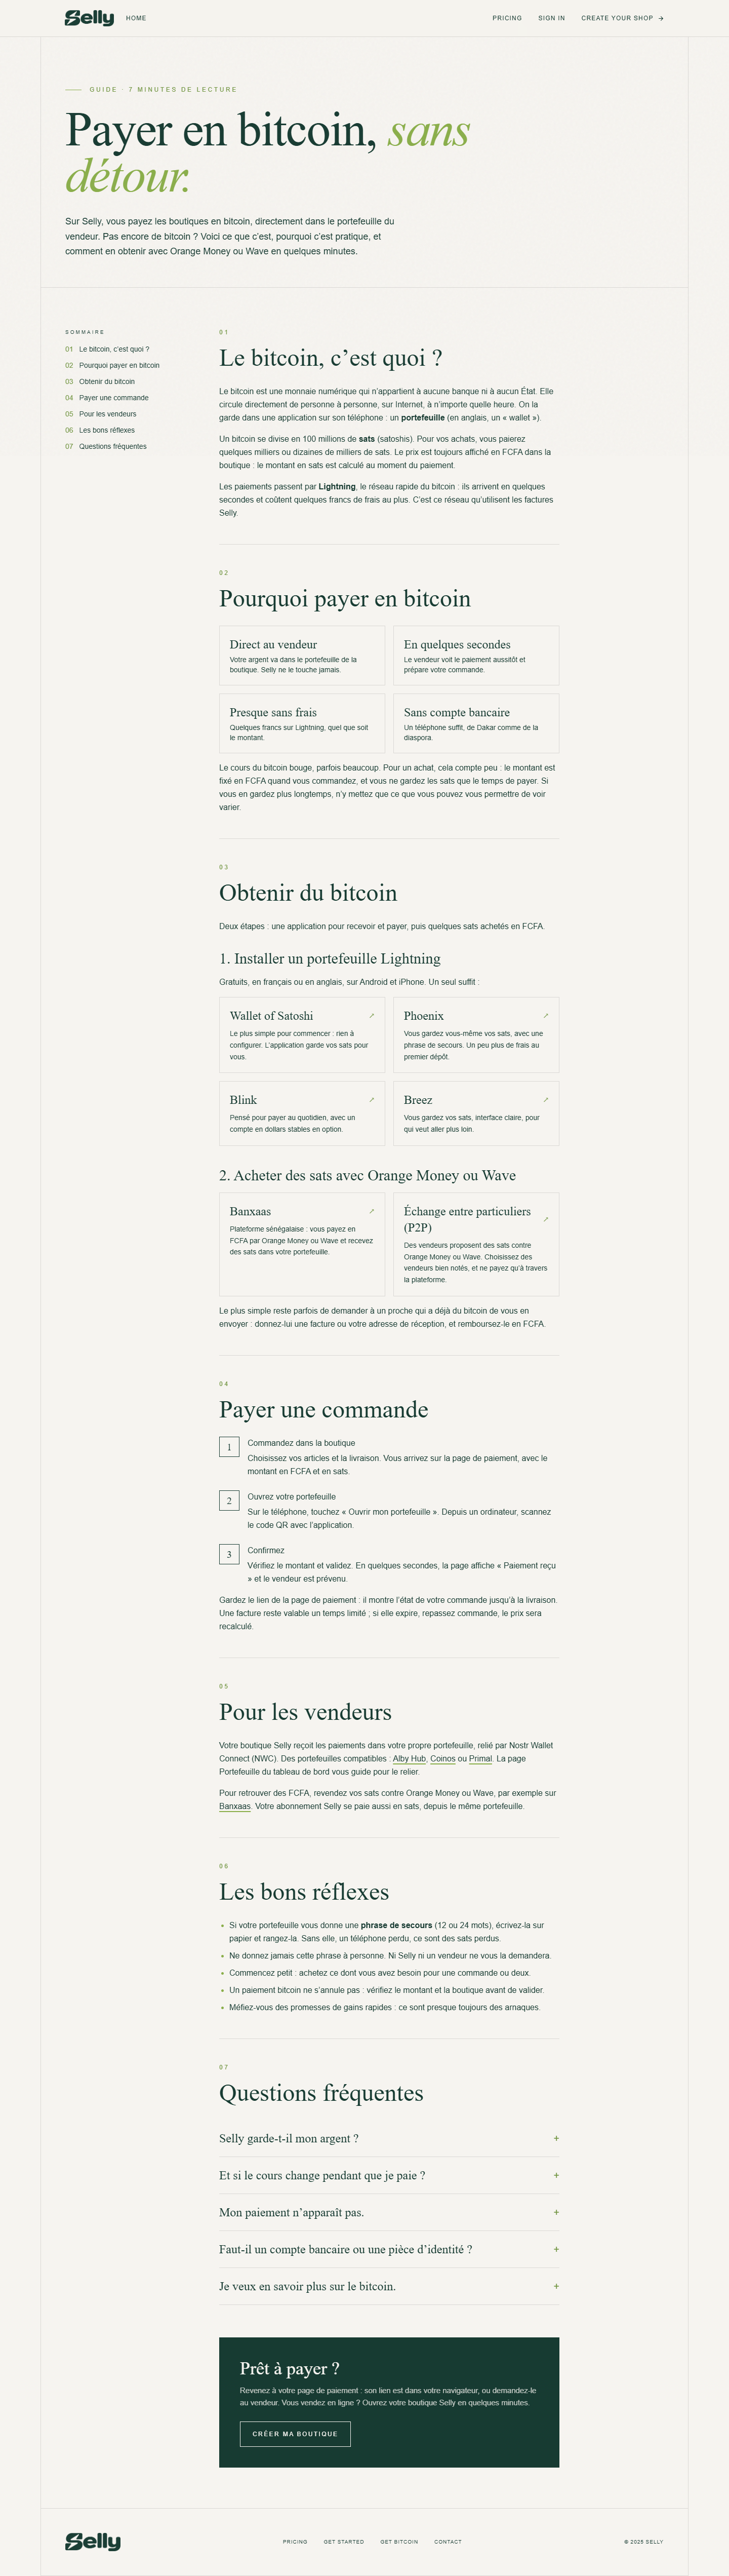 Selly
HOME
PRICING
SIGN IN
CREATE YOUR SHOP →
GUIDE · 7 MINUTES DE LECTURE
Payer en bitcoin, sans
détour.
Sur Selly, vous payez les boutiques en bitcoin, directement dans le portefeuille du
vendeur. Pas encore de bitcoin ? Voici ce que c’est, pourquoi c’est pratique, et
comment en obtenir avec Orange Money ou Wave en quelques minutes.
SOMMAIRE
01 Le bitcoin, c’est quoi ?
02 Pourquoi payer en bitcoin
03 Obtenir du bitcoin
04 Payer une commande
05 Pour les vendeurs
06 Les bons réflexes
07 Questions fréquentes
01
Le bitcoin, c’est quoi ?
Le bitcoin est une monnaie numérique qui n’appartient à aucune banque ni à aucun État. Elle
circule directement de personne à personne, sur Internet, à n’importe quelle heure. On la
garde dans une application sur son téléphone : un portefeuille (en anglais, un « wallet »).
Un bitcoin se divise en 100 millions de sats (satoshis). Pour vos achats, vous paierez
quelques milliers ou dizaines de milliers de sats. Le prix est toujours affiché en FCFA dans la
boutique : le montant en sats est calculé au moment du paiement.
Les paiements passent par Lightning, le réseau rapide du bitcoin : ils arrivent en quelques
secondes et coûtent quelques francs de frais au plus. C’est ce réseau qu’utilisent les factures
Selly.
02
Pourquoi payer en bitcoin
Direct au vendeur
Votre argent va dans le portefeuille de la
boutique. Selly ne le touche jamais.
En quelques secondes
Le vendeur voit le paiement aussitôt et
prépare votre commande.
Presque sans frais
Quelques francs sur Lightning, quel que soit
le montant.
Sans compte bancaire
Un téléphone suffit, de Dakar comme de la
diaspora.
Le cours du bitcoin bouge, parfois beaucoup. Pour un achat, cela compte peu : le montant est
fixé en FCFA quand vous commandez, et vous ne gardez les sats que le temps de payer. Si
vous en gardez plus longtemps, n’y mettez que ce que vous pouvez vous permettre de voir
varier.
03
Obtenir du bitcoin
Deux étapes : une application pour recevoir et payer, puis quelques sats achetés en FCFA.
1. Installer un portefeuille Lightning
Gratuits, en français ou en anglais, sur Android et iPhone. Un seul suffit :
Wallet of Satoshi ↗
Le plus simple pour commencer : rien à
configurer. L’application garde vos sats pour
vous.
Phoenix ↗
Vous gardez vous-même vos sats, avec une
phrase de secours. Un peu plus de frais au
premier dépôt.
Blink ↗
Pensé pour payer au quotidien, avec un
compte en dollars stables en option.
Breez ↗
Vous gardez vos sats, interface claire, pour
qui veut aller plus loin.
2. Acheter des sats avec Orange Money ou Wave
Banxaas ↗
Plateforme sénégalaise : vous payez en
FCFA par Orange Money ou Wave et recevez
des sats dans votre portefeuille.
Échange entre particuliers
(P2P) ↗
Des vendeurs proposent des sats contre
Orange Money ou Wave. Choisissez des
vendeurs bien notés, et ne payez qu’à travers
la plateforme.
Le plus simple reste parfois de demander à un proche qui a déjà du bitcoin de vous en
envoyer : donnez-lui une facture ou votre adresse de réception, et remboursez-le en FCFA.
04
Payer une commande
1
Commandez dans la boutique
Choisissez vos articles et la livraison. Vous arrivez sur la page de paiement, avec le
montant en FCFA et en sats.
2
Ouvrez votre portefeuille
Sur le téléphone, touchez « Ouvrir mon portefeuille ». Depuis un ordinateur, scannez
le code QR avec l’application.
3
Confirmez
Vérifiez le montant et validez. En quelques secondes, la page affiche « Paiement reçu
» et le vendeur est prévenu.
Gardez le lien de la page de paiement : il montre l’état de votre commande jusqu’à la livraison.
Une facture reste valable un temps limité ; si elle expire, repassez commande, le prix sera
recalculé.
05
Pour les vendeurs
Votre boutique Selly reçoit les paiements dans votre propre portefeuille, relié par Nostr Wallet
Connect (NWC). Des portefeuilles compatibles : Alby Hub, Coinos ou Primal. La page
Portefeuille du tableau de bord vous guide pour le relier.
Pour retrouver des FCFA, revendez vos sats contre Orange Money ou Wave, par exemple sur
Banxaas. Votre abonnement Selly se paie aussi en sats, depuis le même portefeuille.
06
Les bons réflexes
• Si votre portefeuille vous donne une phrase de secours (12 ou 24 mots), écrivez-la sur
papier et rangez-la. Sans elle, un téléphone perdu, ce sont des sats perdus.
• Ne donnez jamais cette phrase à personne. Ni Selly ni un vendeur ne vous la demandera.
• Commencez petit : achetez ce dont vous avez besoin pour une commande ou deux.
• Un paiement bitcoin ne s’annule pas : vérifiez le montant et la boutique avant de valider.
• Méfiez-vous des promesses de gains rapides : ce sont presque toujours des arnaques.
07
Questions fréquentes
Selly garde-t-il mon argent ? +
Et si le cours change pendant que je paie ? +
Mon paiement n’apparaît pas. +
Faut-il un compte bancaire ou une pièce d’identité ? +
Je veux en savoir plus sur le bitcoin. +
Prêt à payer ?
Revenez à votre page de paiement : son lien est dans votre navigateur, ou demandez-le
au vendeur. Vous vendez en ligne ? Ouvrez votre boutique Selly en quelques minutes.
CRÉER MA BOUTIQUE
Selly
PRICING
GET STARTED
GET BITCOIN
CONTACT
© 2025 SELLY